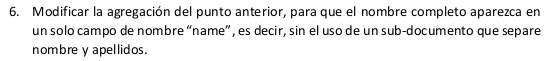 6. Modificar la agregación del punto anterior, para que el nombre completo aparezca en
un solo campo de nombre “name”, es decir, sin el uso de un sub-documento que separe
nombre y apellidos.